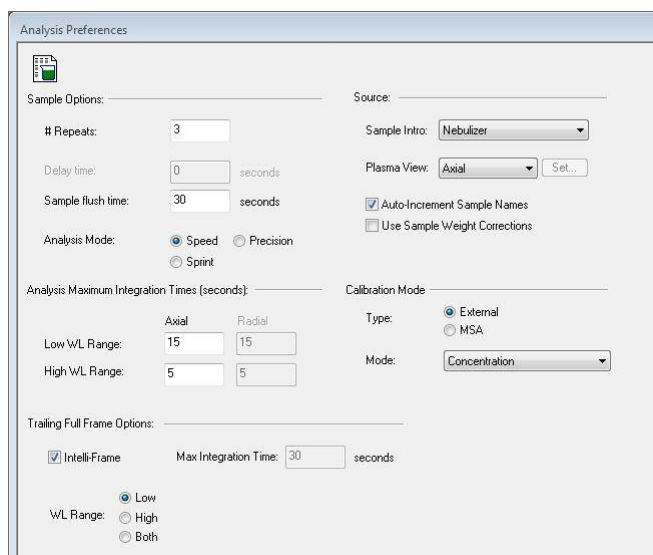 Analysis Preferences
Sample Options:
# Repeats: 3
Delay time: 0 seconds
Sample flush time: 30 seconds
Analysis Mode: Speed Precision
Sprint
Source:
Sample Intro: Nebulizer
Plasma View: Axial Set...
Auto-Increment Sample Names
Use Sample Weight Corrections
Analysis Maximum Integration Times (seconds):
Axial Radial
Low WL Range: 15 15
High WL Range: 5 5
Calibration Mode
Type: External
MSA
Mode: Concentration
Trailing Full Frame Options:
Intelli-Frame Max Integration Time: 30 seconds
Low
WL Range: High
Both